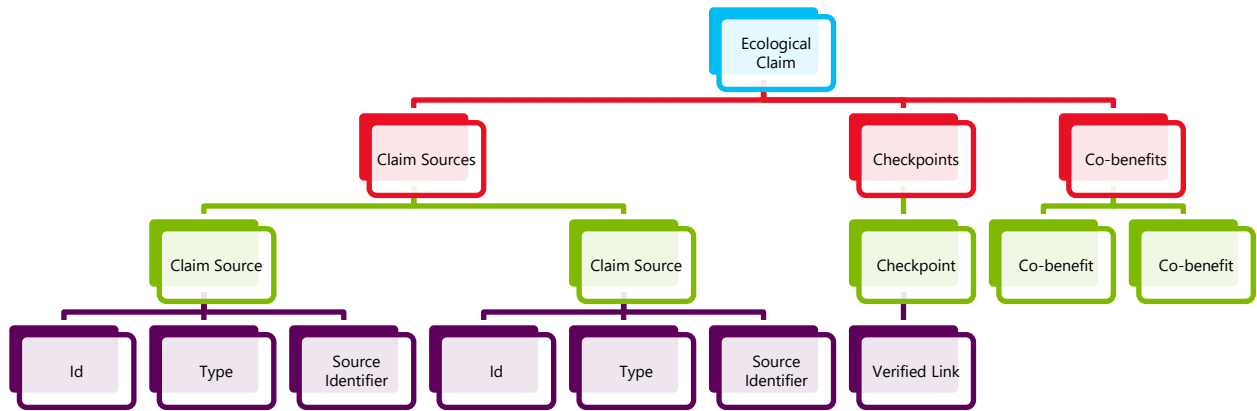 Ecological
Claim
Claim Sources
Checkpoints
Co-benefits
Claim Source
Claim Source
Checkpoint
Co-benefit
Co-benefit
Id
Type
Source
Identifier
Id
Type
Source
Identifier
Verified Link